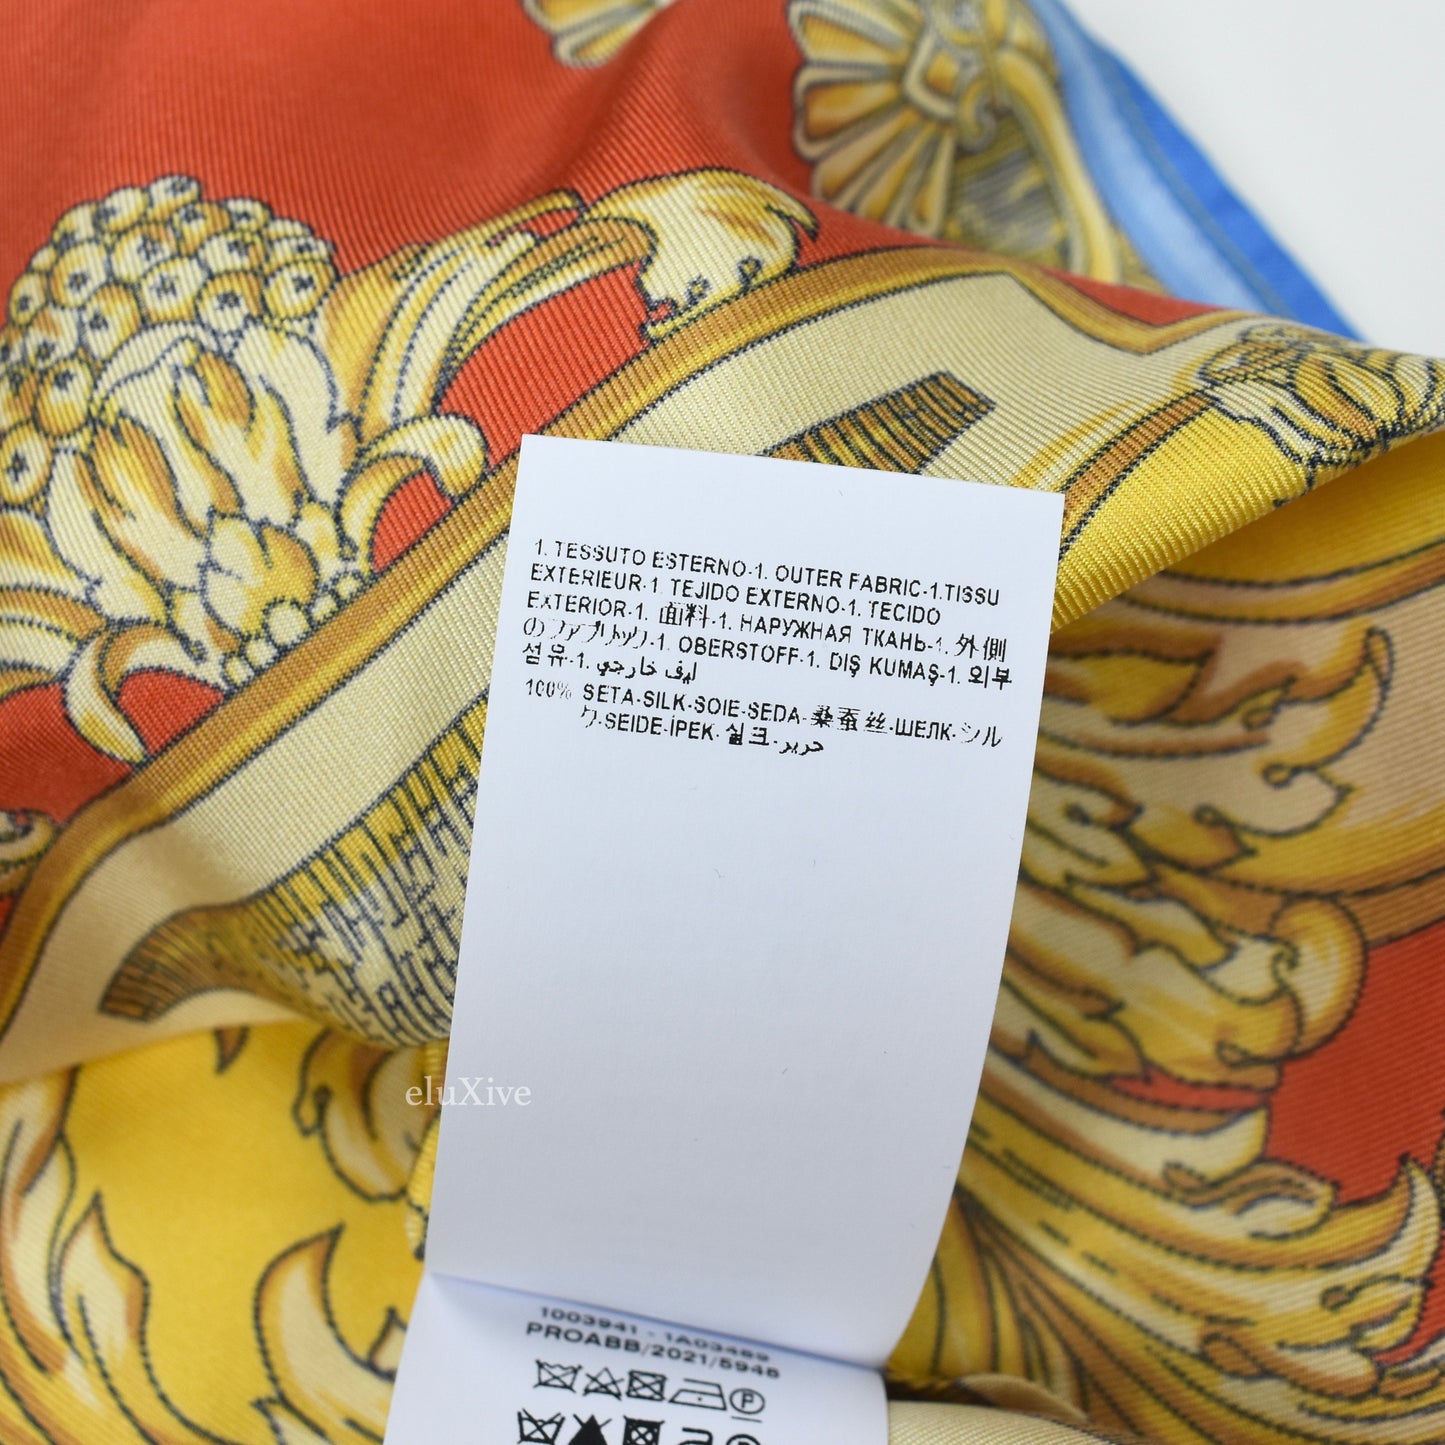 1. TESSUTO ESTERNO-1. OUTER FABRIC-1.TISSU
EXTERIEUR-1. TEJIDO EXTERNO-1. TECIDO
EXTERIOR-1. 面料-1. НАРУЖНАЯ ТКАНЬ-1. 外側
のファブリック-1. OBERSTOFF-1. DIŞ KUMAŞ-1. 외부
섬유-1. ليف خارجي
100% SETA-SILK-SOIE-SEDA-桑蚕丝-ШЕЛК-シル
ク-SEIDE-İPEK-실크-حرير
eluXive
1003941 - 1A03469
PROABB/2021/5946